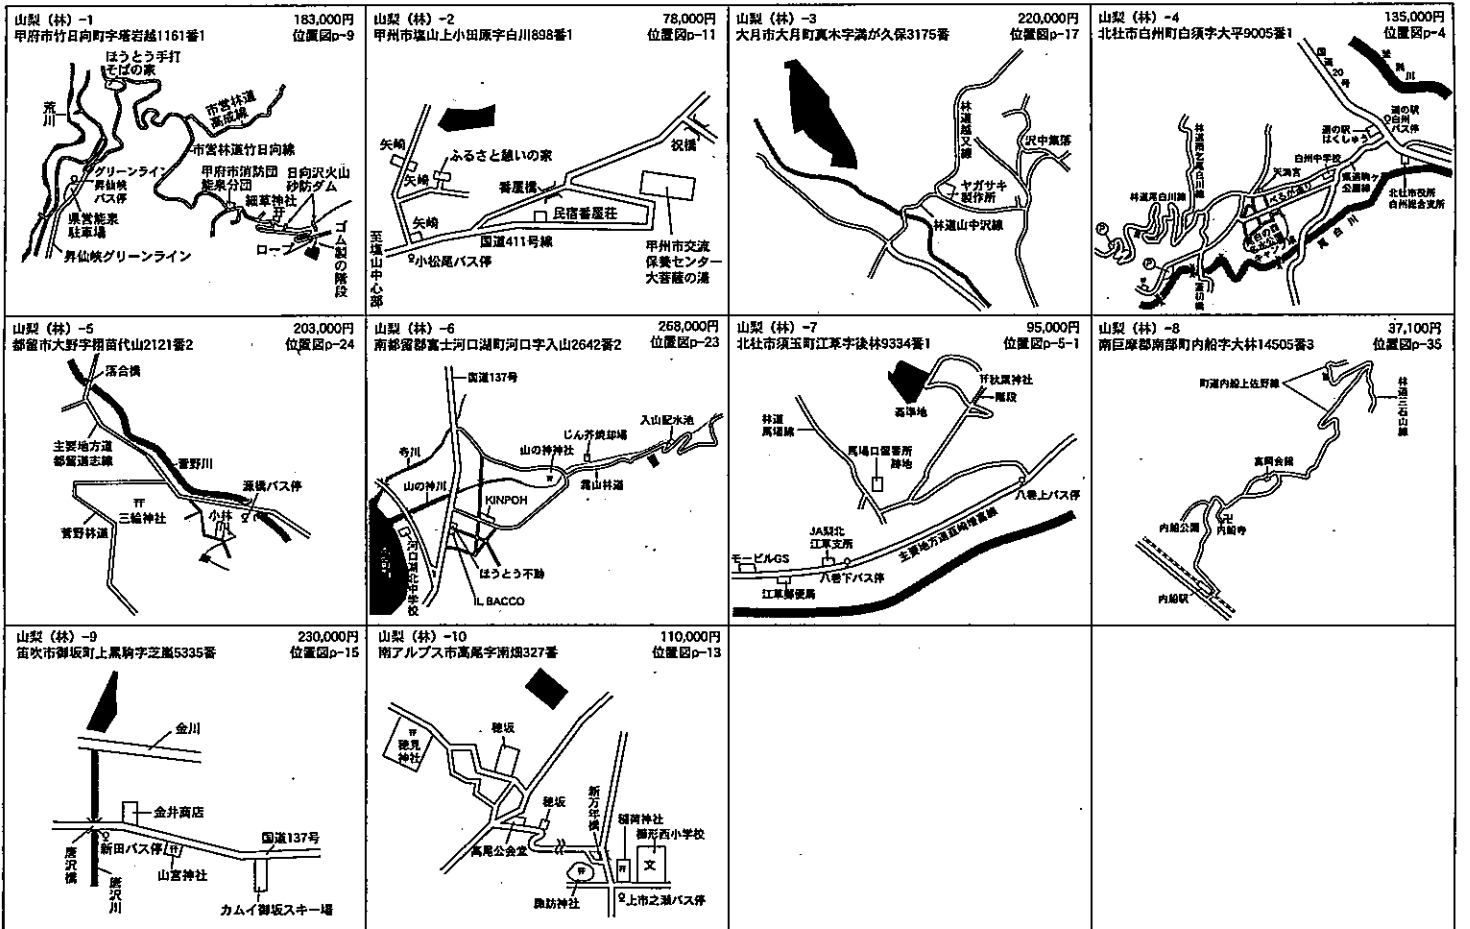 山梨（林）-1
183,000円
甲府市竹日向町字塔岩越1161番1
位置図p-9
ほうとう手打
そばの家
荒川
市営林道
高成線
市営林道竹日向線
グリーンライン
昇仙峡
バス停
甲府市消防団
能泉分団
日向沢火山
砂防ダム
細草神社
県営能泉
駐車場
ロープ
ゴム製の階段
昇仙峡グリーンライン
山梨（林）-2
78,000円
甲州市塩山上小田原字白川898番1
位置図p-11
矢崎
ふるさと憩いの家
矢崎
祝橋
番屋橋
矢崎
民宿番屋荘
国道411号線
至塩山中心部
小松尾バス停
甲州市交流
保養センター
大菩薩の湯
山梨（林）-3
220,000円
大月市大月町真木字満が久保3175番
位置図p-17
林道越又線
沢中集落
ヤガサキ
製作所
林道山中沢線
山梨（林）-4
135,000円
北杜市白州町白須字大平9005番1
位置図p-4
国道20号
釜無川
道の駅
白州
バス停
道の駅
はくしゅう
白州中学校
天満宮
べるが通り
県道駒ヶ岳
公園線
北杜市役所
白州総合支所
林道尾白川線
尾白川
山梨（林）-5
203,000円
都留市大野字棚苗代山2121番2
位置図p-24
落合橋
主要地方道
都留道志線
菅野川
源橋バス停
三輪神社
小林
菅野林道
山梨（林）-6
268,000円
南都留郡富士河口湖町河口字入山2642番2
位置図p-23
国道137号
入山配水池
じん芥焼却場
寺川
山の神神社
霜山林道
山の神川
KINPOH
河口湖北中学校
ほうとう不動
IL BACCO
山梨（林）-7
95,000円
北杜市須玉町江草字後林9334番1
位置図p-5-1
秋葉神社
階段
基準地
林道
馬場線
馬場口留番所
跡地
八巻上バス停
JA梨北
江草支所
主要地方道韮崎増富線
モービルGS
八巻下バス停
江草郵便局
山梨（林）-8
37,100円
南巨摩郡南部町内船字大林14505番3
位置図p-35
町道内船上佐野線
林道三石山線
高岡会館
内船公園
内船寺
内船駅
山梨（林）-9
230,000円
笛吹市御坂町上黒駒字芝嵐5335番
位置図p-15
金川
金井商店
国道137号
新田バス停
唐沢橋
山宮神社
唐沢川
カムイ御坂スキー場
山梨（林）-10
110,000円
南アルプス市高尾字南畑327番
位置図p-13
穂見
神社
穂坂
穂坂
新万年橋
稲荷神社
櫛形西小学校
高尾公会堂
文
諏訪神社
上市之瀬バス停